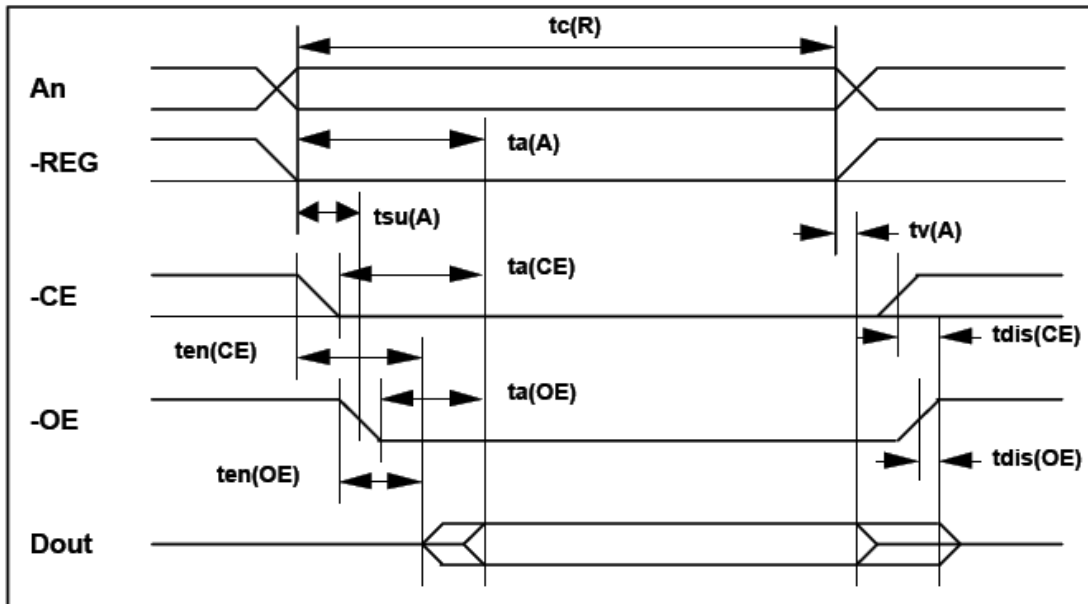 tc(R)
An
ta(A)
-REG
tsu(A)
tv(A)
ta(CE)
-CE
ten(CE)
tdis(CE)
ta(OE)
-OE
ten(OE)
tdis(OE)
Dout